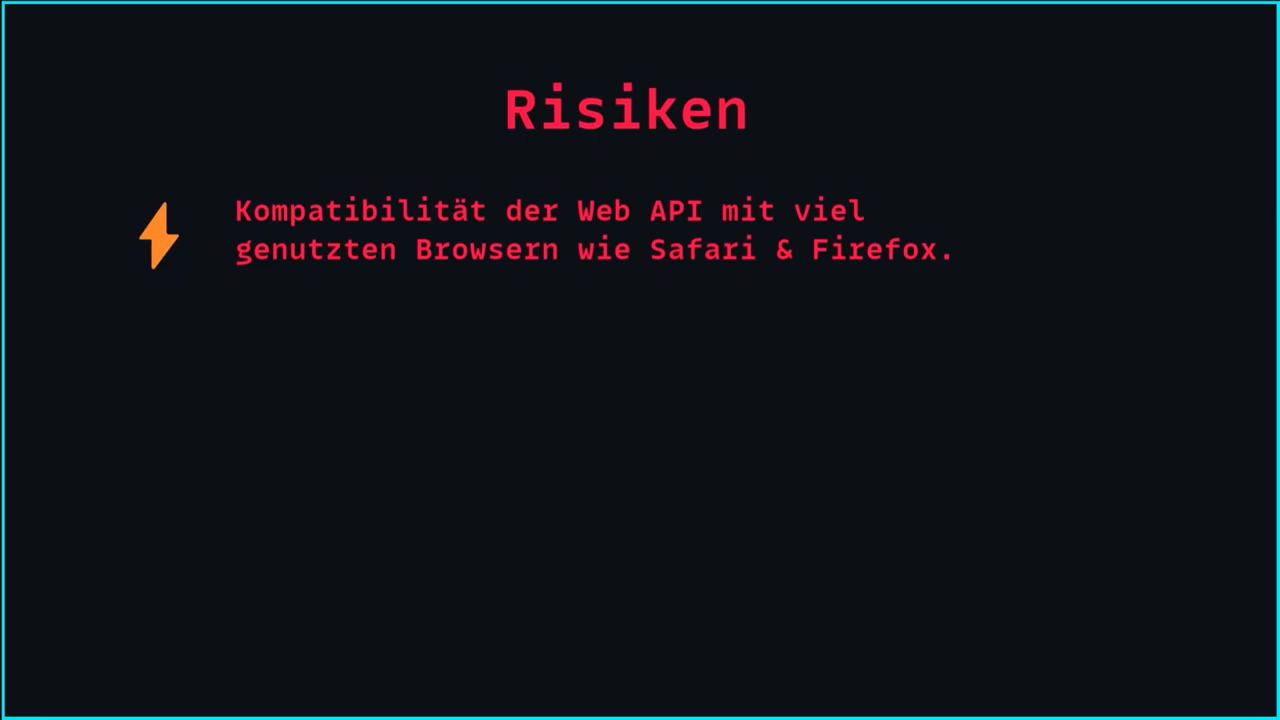 Risiken
Kompatibilität der Web API mit viel
genutzten Browsern wie Safari & Firefox.